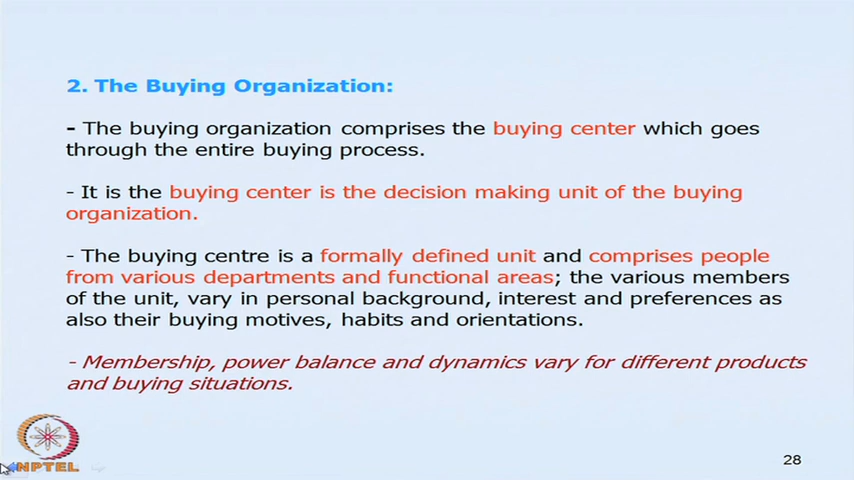 2. The Buying Organization:
- The buying organization comprises the buying center which goes
through the entire buying process.
- It is the buying center is the decision making unit of the buying
organization.
- The buying centre is a formally defined unit and comprises people
from various departments and functional areas; the various members
of the unit, vary in personal background, interest and preferences as
also their buying motives, habits and orientations.
- Membership, power balance and dynamics vary for different products
and buying situations.
NPTEL
28